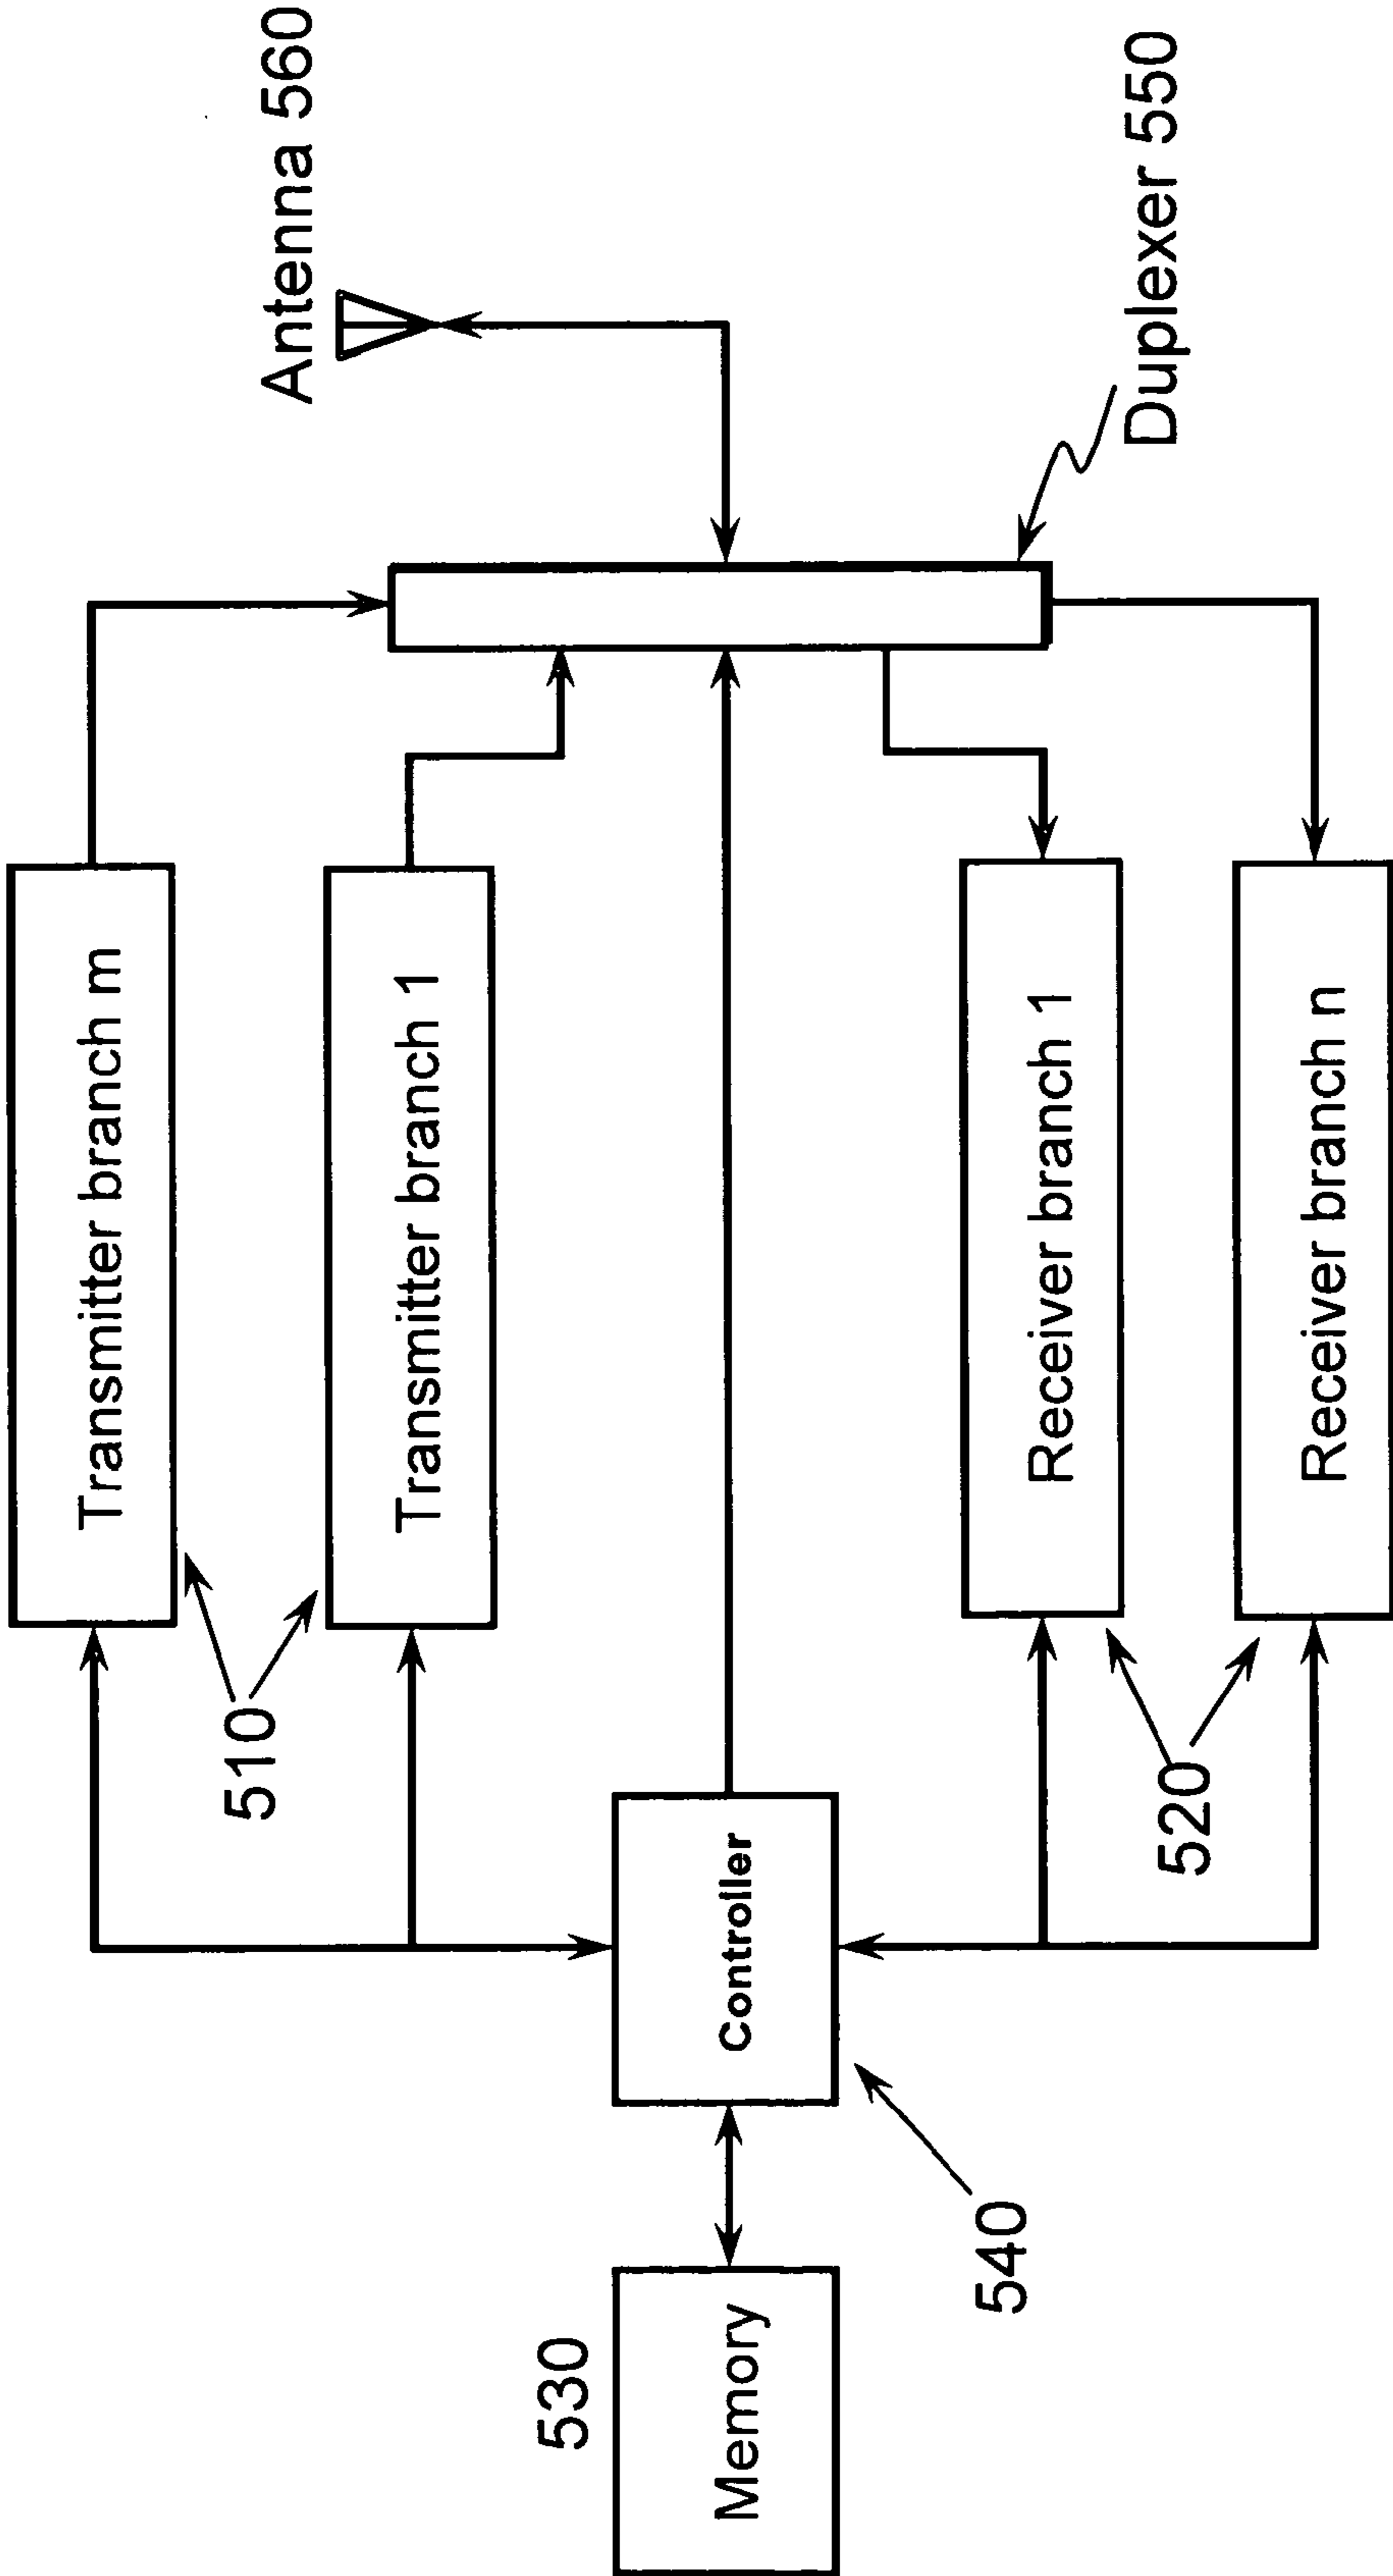 Antenna 560
Duplexer 550
Transmitter branch m
Transmitter branch 1
Receiver branch 1
Receiver branch n
510
520
Controller
540
530
Memory